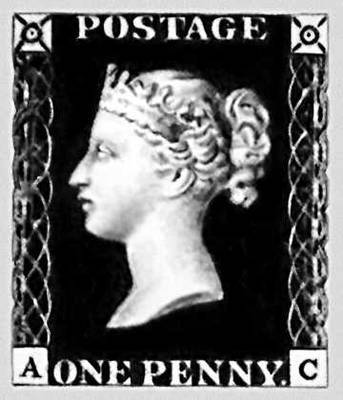 POSTAGE
A ONE PENNY. C